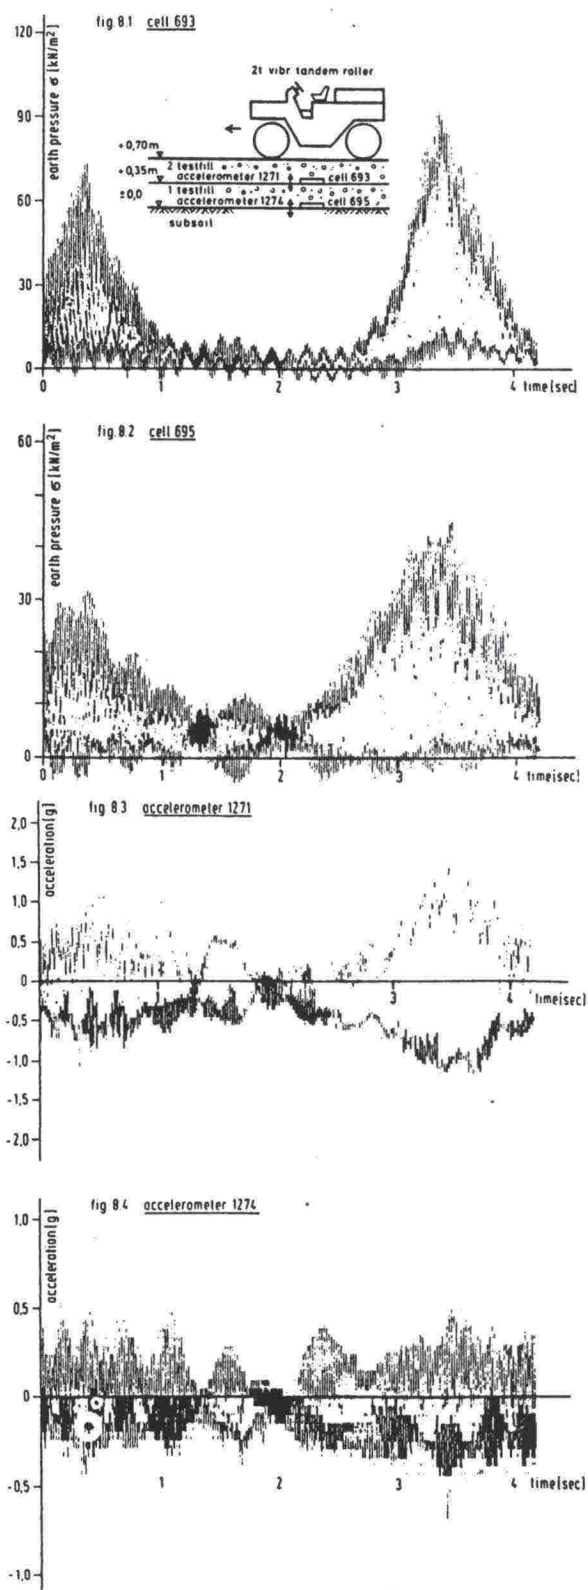 fig 8.1 cell 693
earth pressure σ [kN/m²]
120
90
60
30
0
2t vibr tandem roller
+0,70m
2 testfill
+0,35m
accelerometer 1271
cell 693
1 testfill
±0,0
accelerometer 1274
cell 695
subsoil
0 1 2 3 4 time[sec]
fig.8.2 cell 695
earth pressure σ [kN/m²]
60
30
0
0 1 2 3 4 time[sec]
fig 8.3 accelerometer 1271
acceleration[g]
2,0
1,5
1,0
0,5
0
-0,5
-1,0
-1,5
-2,0
3 4 time[sec]
fig 8.4 accelerometer 1274
acceleration[g]
1,0
0,5
0
-0,5
-1,0
1 2 3 4 time[sec]